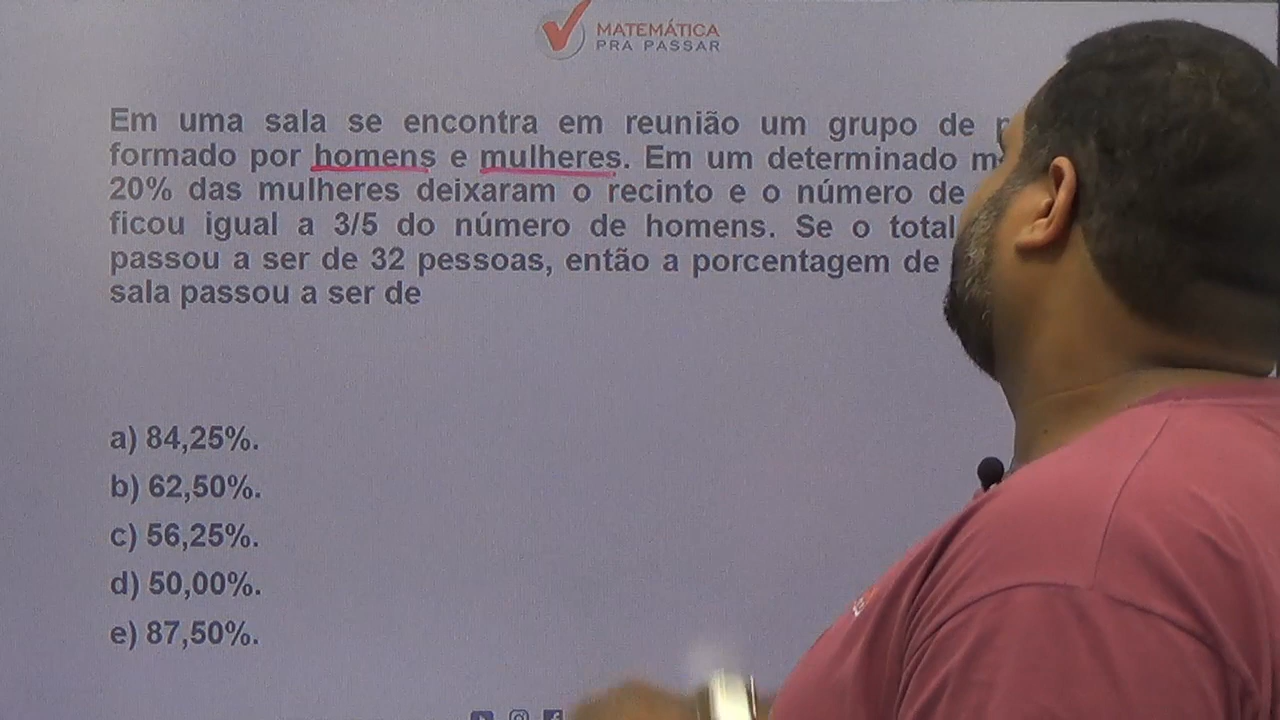 MATEMÁTICA
PRA PASSAR
Em uma sala se encontra em reunião um grupo de
formado por homens e mulheres. Em um determinado
20% das mulheres deixaram o recinto e o número de
ficou igual a 3/5 do número de homens. Se o total
passou a ser de 32 pessoas, então a porcentagem de
sala passou a ser de
a) 84,25%.
b) 62,50%.
c) 56,25%.
d) 50,00%.
e) 87,50%.